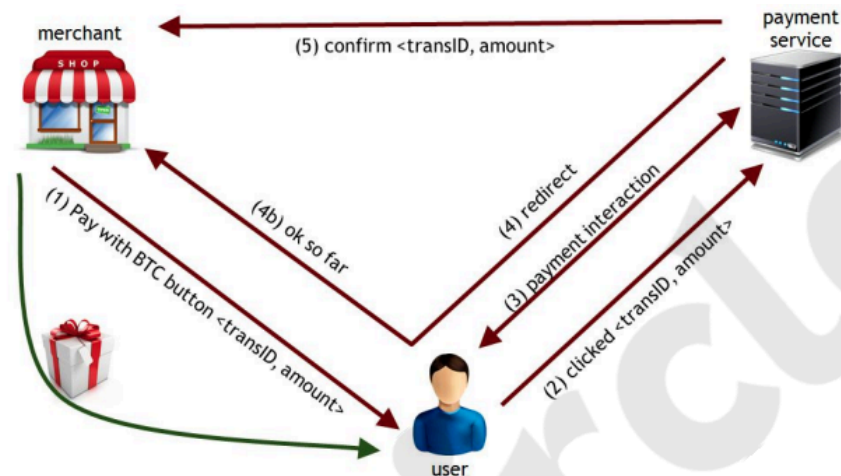 merchant
payment
service
(5) confirm <transID, amount>
SHOP
(1) Pay with BTC button <transID, amount>
(4b) ok so far
(4) redirect
(3) payment interaction
(2) clicked <transID, amount>
user